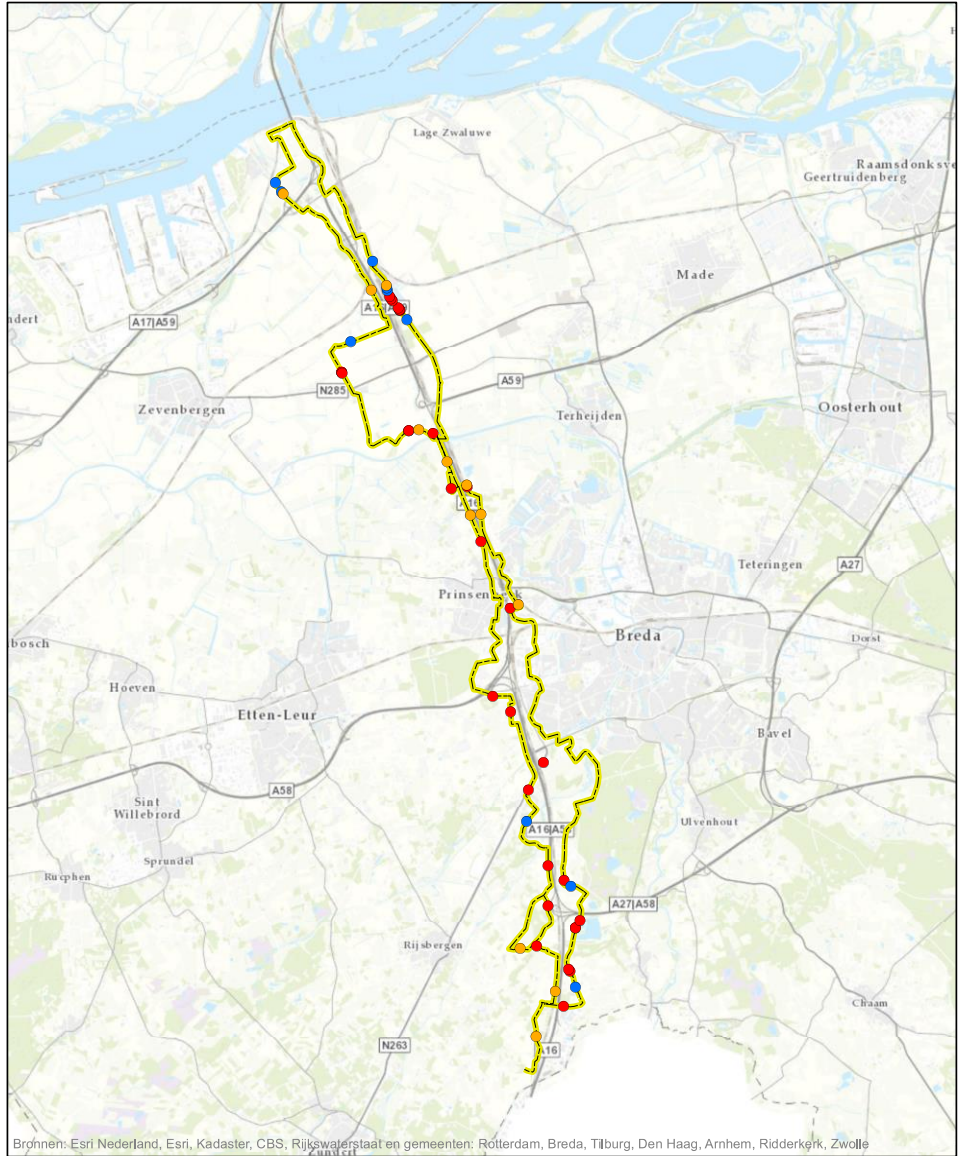 Lage Zwaluwe
Raamsdonksve
Geertruidenberg
Made
ndert
A17|A59
N285
A59
Zevenbergen
Terheijden
Oosterhout
A16
Teteringen
A27
Breda
Dorst
bosch
Hoeven
Etten-Leur
Bavel
A58
Sint
Willebrord
Ulvenhout
Sprundel
Rucphen
A27|A58
Rijsbergen
Chaam
N263
A16
Bronnen: Esri Nederland, Esri, Kadaster, CBS, Rijkswaterstaat en gemeenten: Rotterdam, Breda, Tilburg, Den Haag, Arnhem, Ridderkerk, Zwolle
Zundert